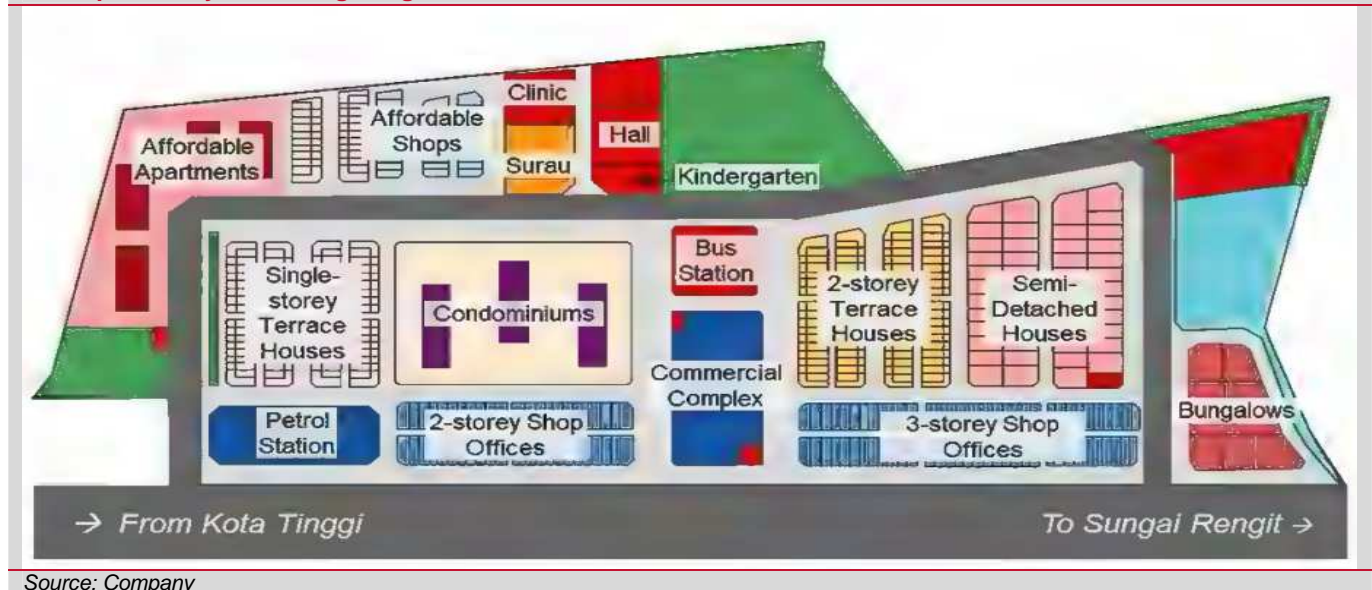 Clinic
Affordable
Shops
Hall
Affordable
Apartments
Surau
Kindergarten
Bus
Station
Single-
storey
Terrace
Houses
Condominiums
2-storey
Terrace
Houses
Semi-
Detached
Houses
Commercial
Complex
Bungalows
Petrol
Station
2-storey Shop
Offices
3-storey Shop
Offices
→ From Kota Tinggi
To Sungai Rengit →
Source: Company